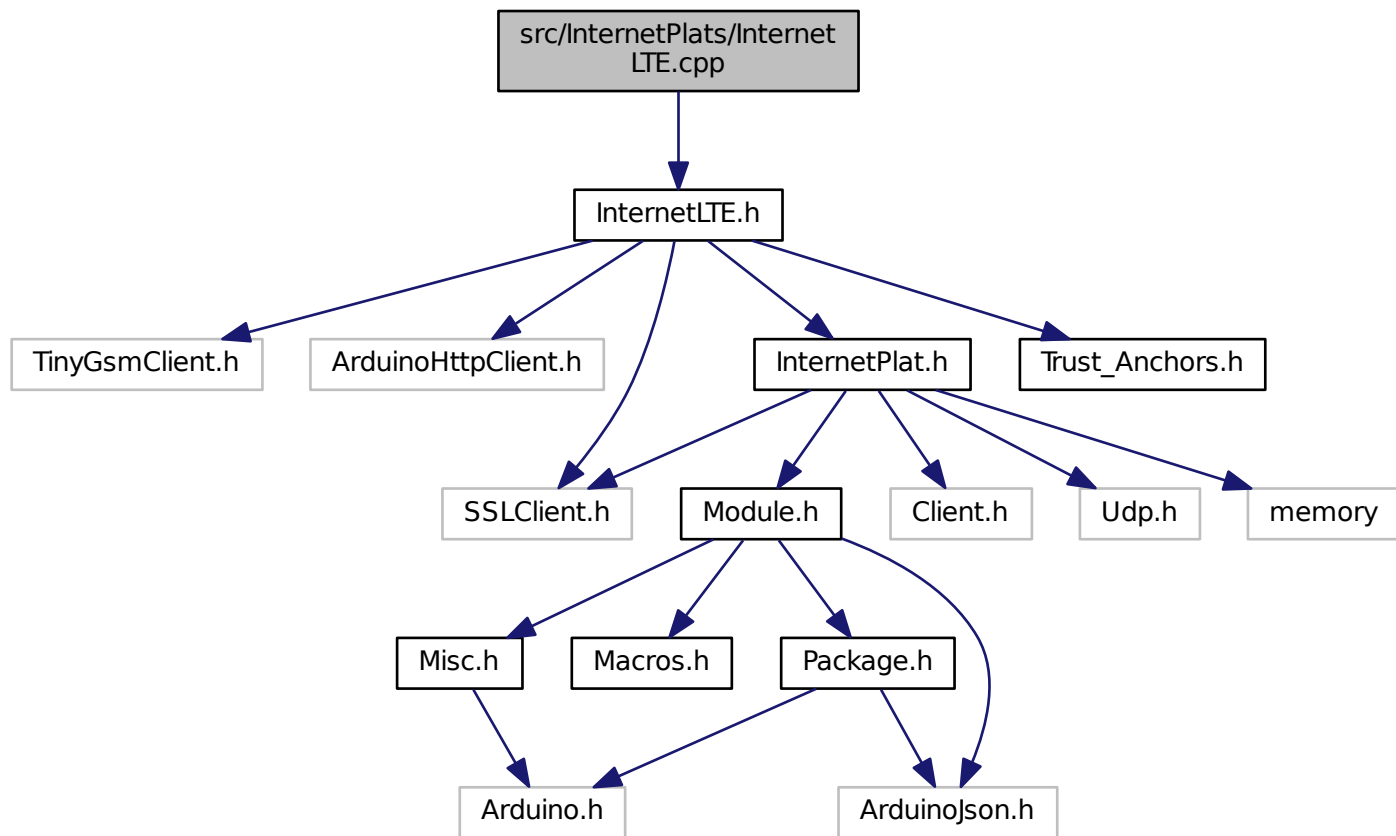 src/InternetPlats/Internet
LTE.cpp
InternetLTE.h
TinyGsmClient.h
ArduinoHttpClient.h
InternetPlat.h
Trust_Anchors.h
SSLClient.h
Module.h
Client.h
Udp.h
memory
Misc.h
Macros.h
Package.h
Arduino.h
ArduinoJson.h